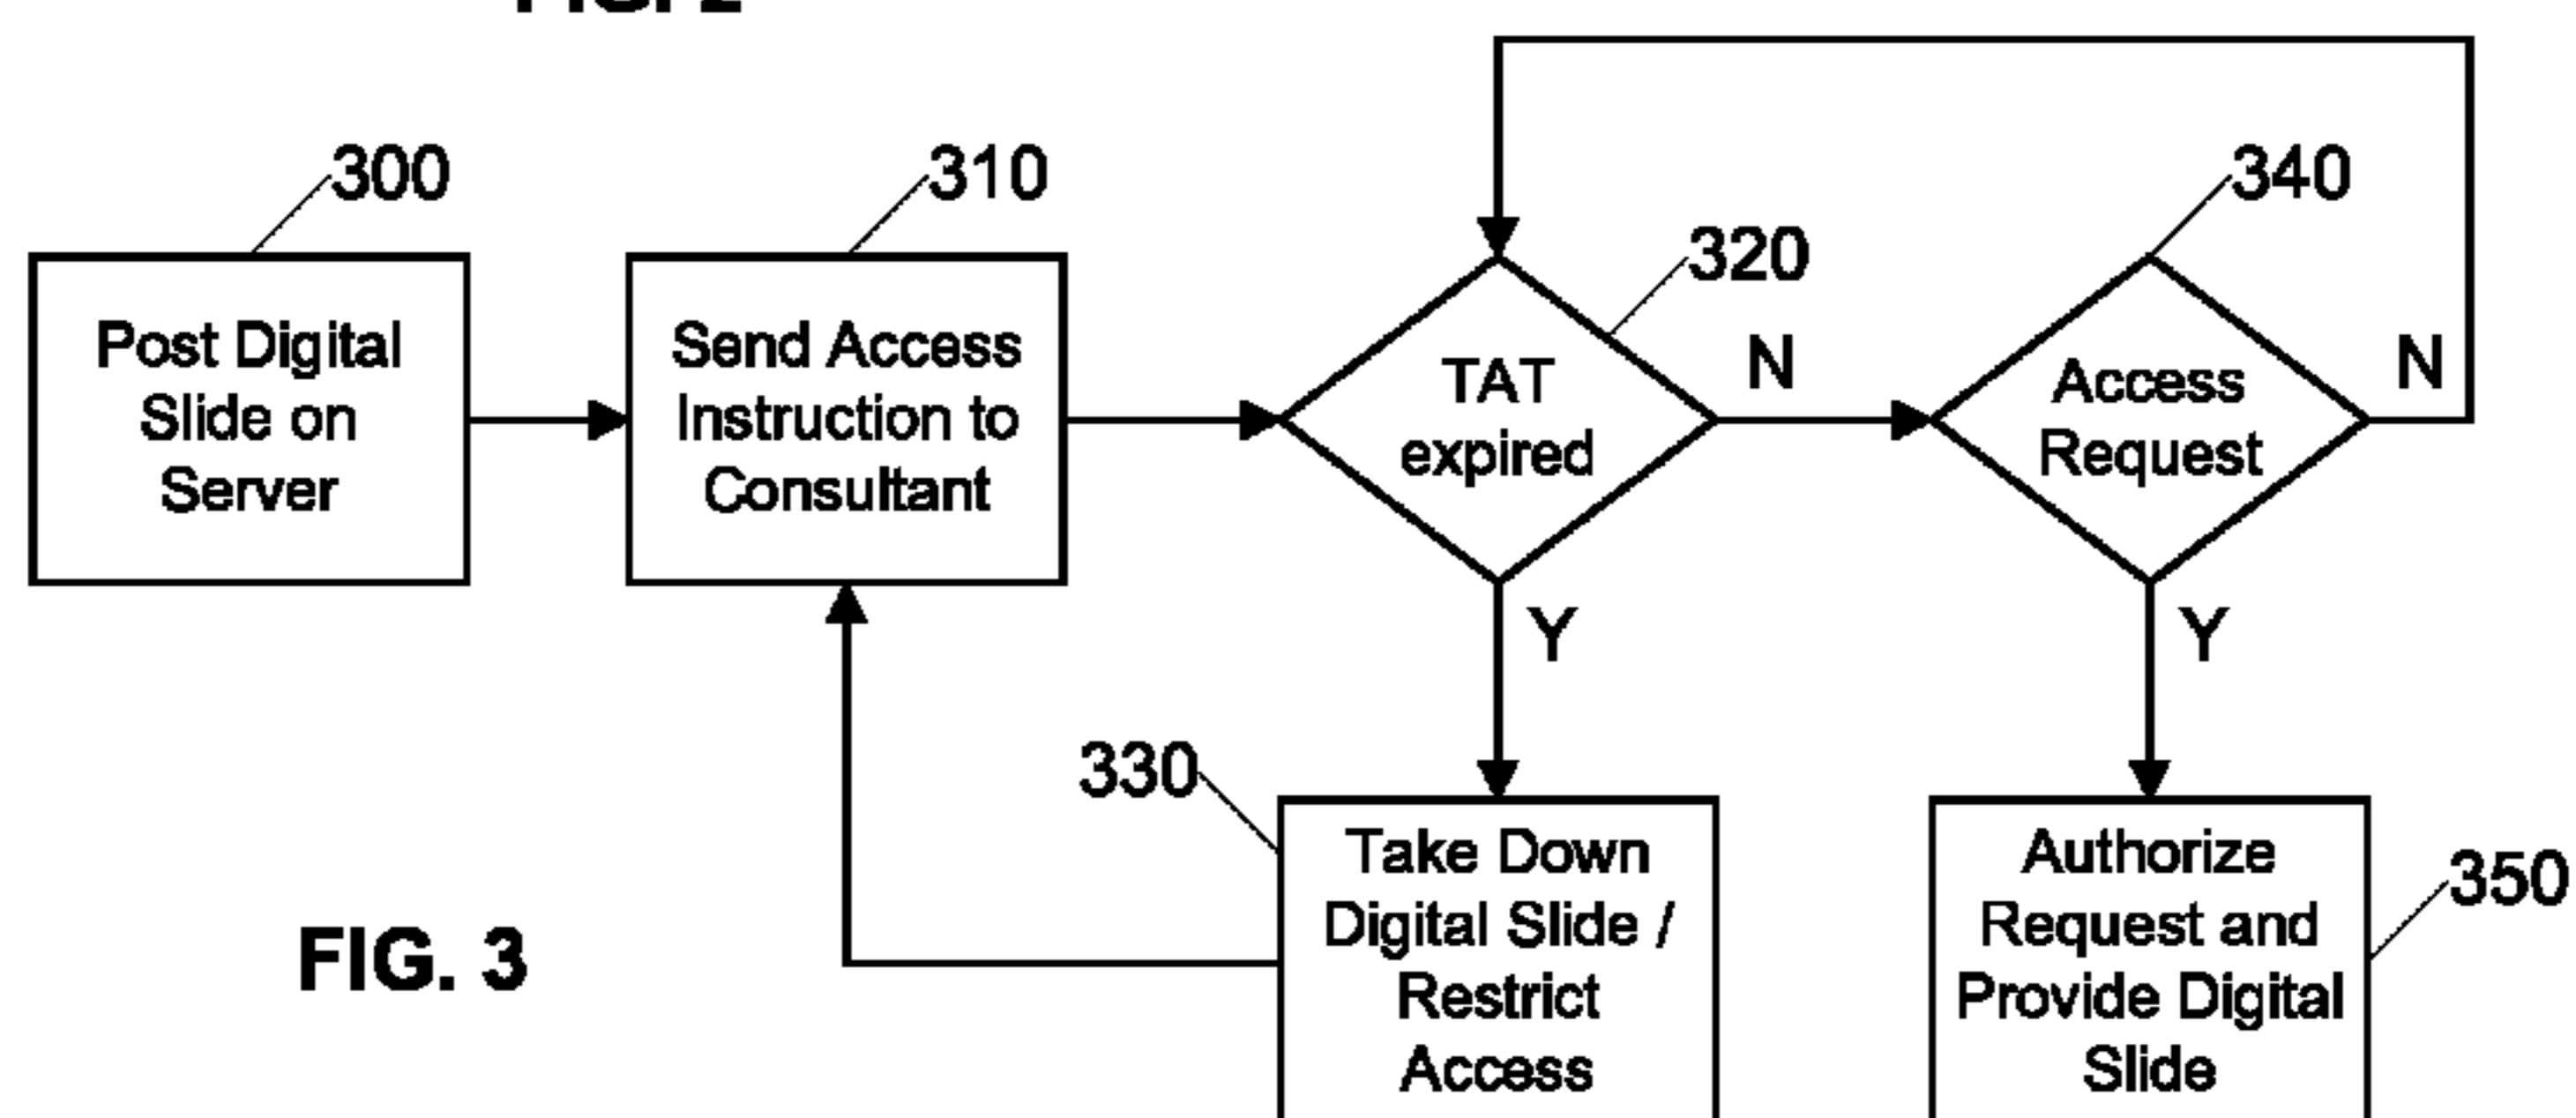 300
310
320
340
Post Digital
Slide on
Server
Send Access
Instruction to
Consultant
TAT
expired
N
Access
Request
N
Y
Y
330
Take Down
Digital Slide /
Restrict
Access
Authorize
Request and
Provide Digital
Slide
350
FIG. 3